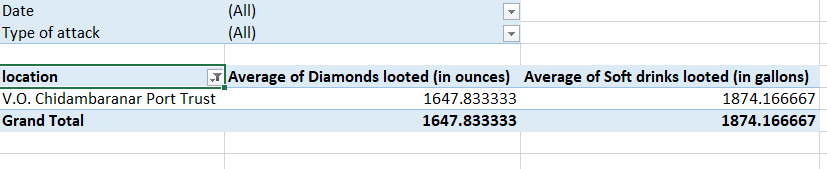 Date (All)
Type of attack (All)
location Average of Diamonds looted (in ounces) Average of Soft drinks looted (in gallons)
V.O. Chidambaranar Port Trust 1647.833333 1874.166667
Grand Total 1647.833333 1874.166667